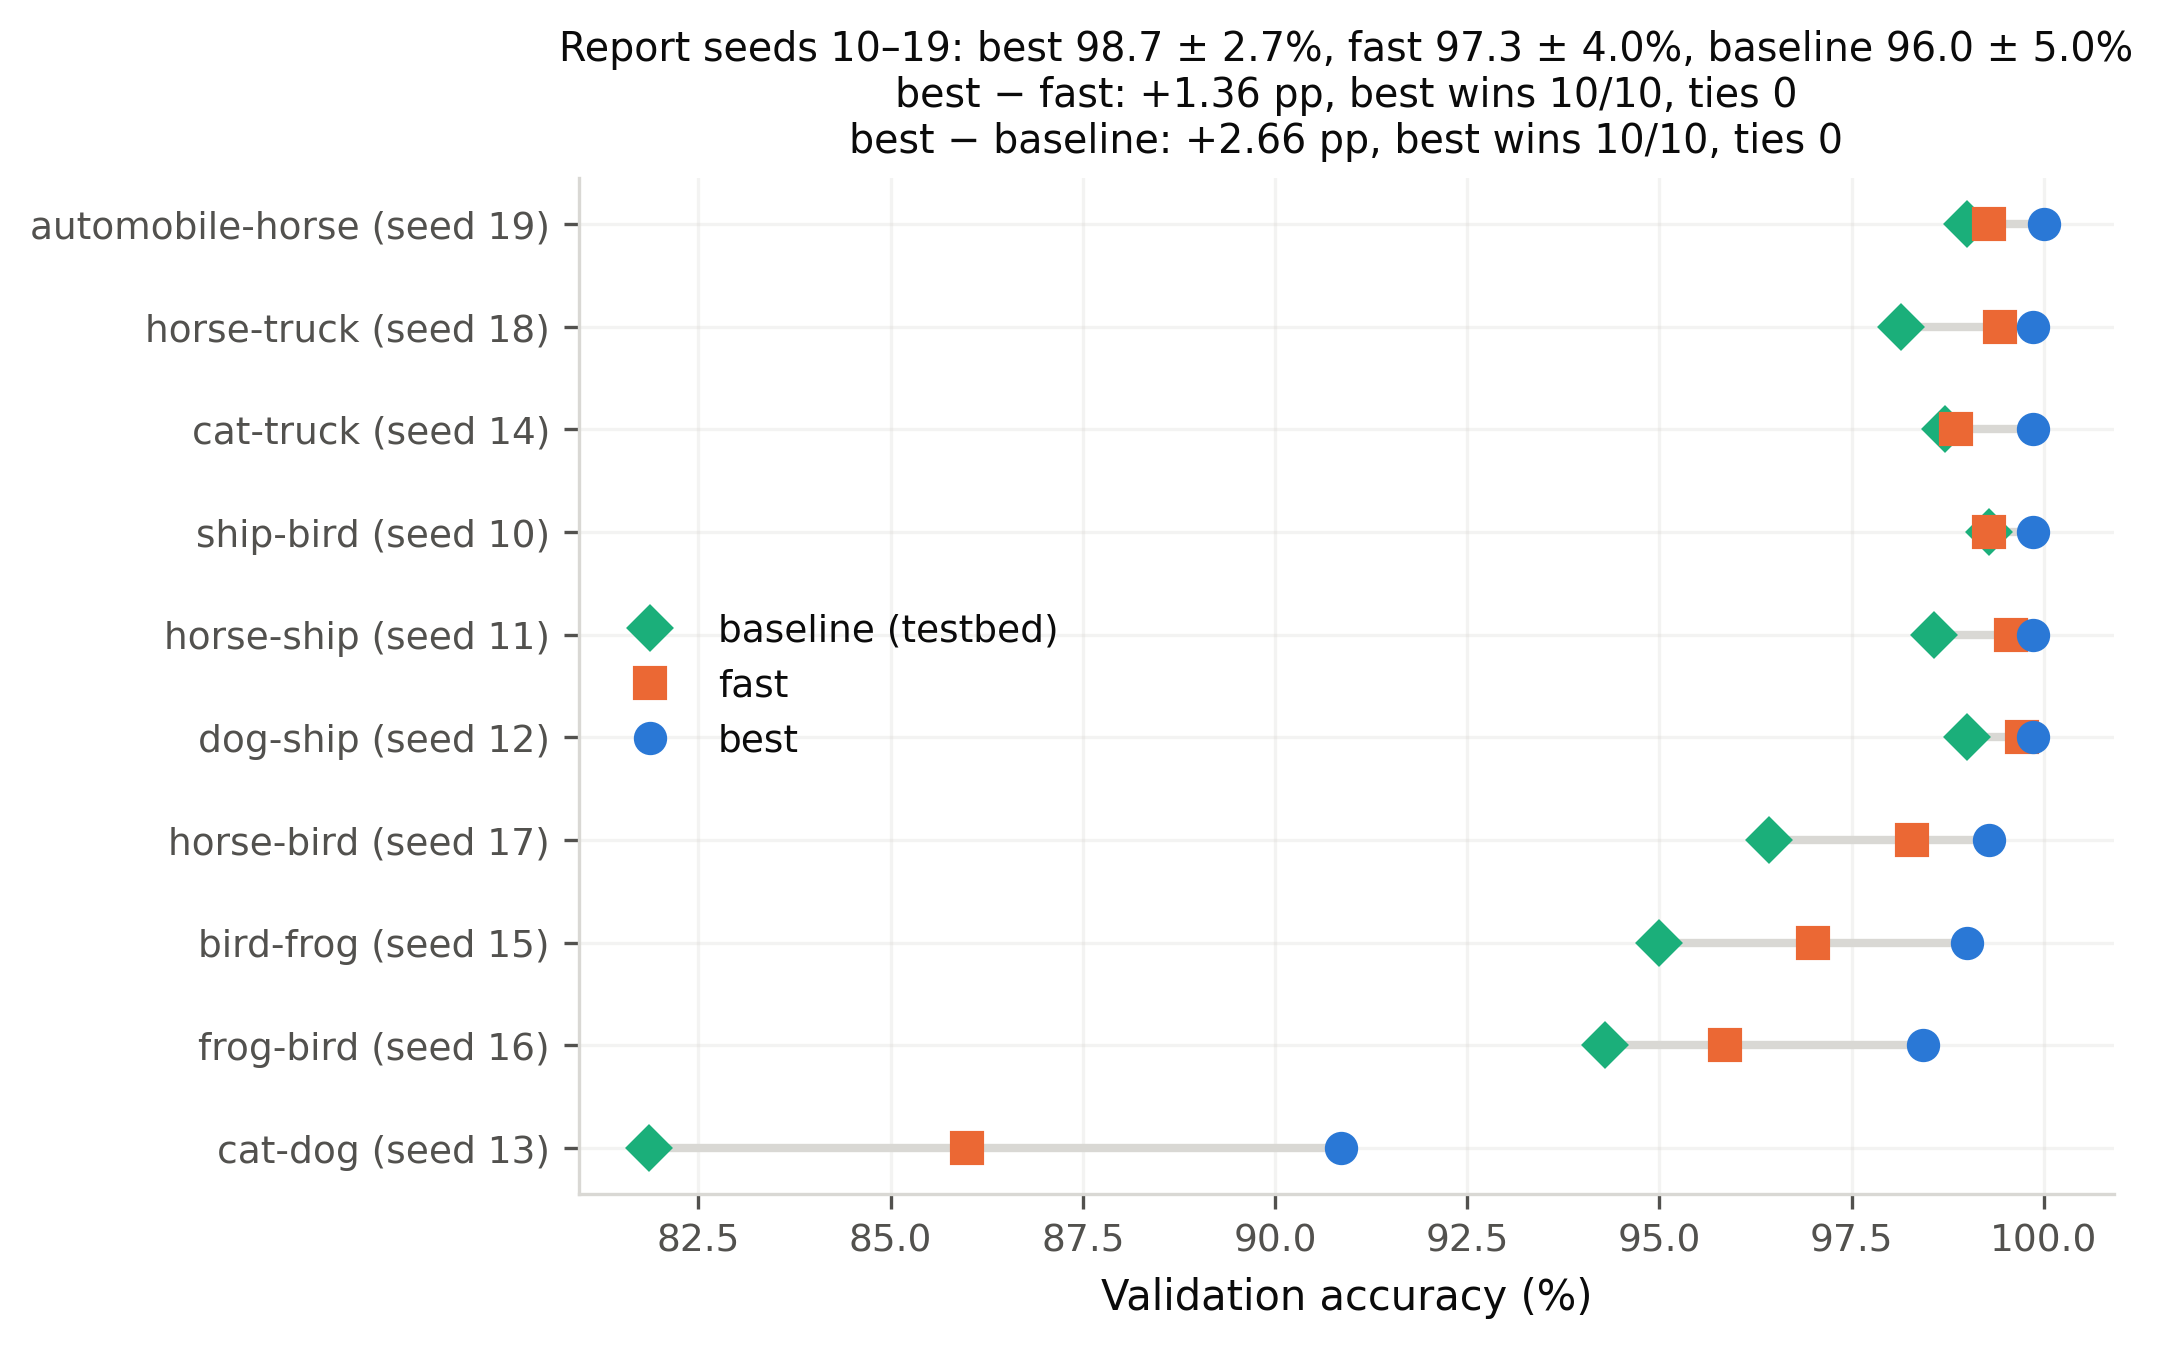 Report seeds 10–19: best 98.7 ± 2.7%, fast 97.3 ± 4.0%, baseline 96.0 ± 5.0%
best − fast: +1.36 pp, best wins 10/10, ties 0
best − baseline: +2.66 pp, best wins 10/10, ties 0
automobile-horse (seed 19)
horse-truck (seed 18)
cat-truck (seed 14)
ship-bird (seed 10)
horse-ship (seed 11)
dog-ship (seed 12)
horse-bird (seed 17)
bird-frog (seed 15)
frog-bird (seed 16)
cat-dog (seed 13)
baseline (testbed)
fast
best
82.5 85.0 87.5 90.0 92.5 95.0 97.5 100.0
Validation accuracy (%)